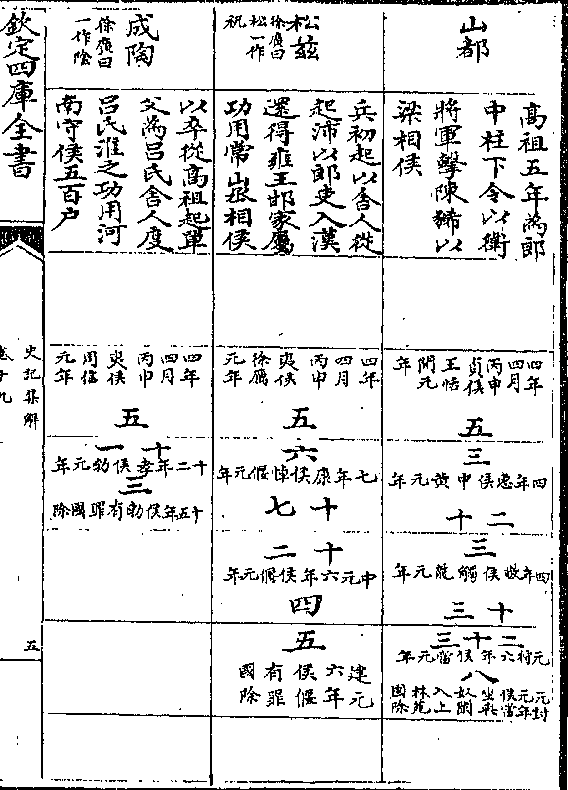 山都
高祖五年為郎
中柱下令以衛
將軍擊陳豨以
梁相侯
四年
四月
丙申
貞侯
王恬
開元
年
五
三
四年惠侯中黃元年
二十
三
四年敬侯觸龍元年
十三
二十三
元狩六年侯當元年
八
元封
元年
侯當
坐與
奴闌
入上
林苑
國除
松兹
徐廣曰
松一作
祝
兵初起以舍人從
起沛以郎吏入漢
還得雍王邯家屬
功用常山丞相侯
四年
四月
丙申
夷侯
徐厲
元年
五
六
七年康侯悼偃元年
十七
十二
中元六年侯偃元年
四
五
建元
六年
侯偃
有罪
國除
成陶
徐廣曰
一作陰
以卒從高祖起單
父為吕氏舍人度
吕氏淮之功用河
南守侯五百户
四年
四月
丙申
夷侯
周信
元年
五
十一
十二年孝侯勃元年
三
十五年侯勃有罪國除
欽定四庫全書
史記集解
卷十九
五